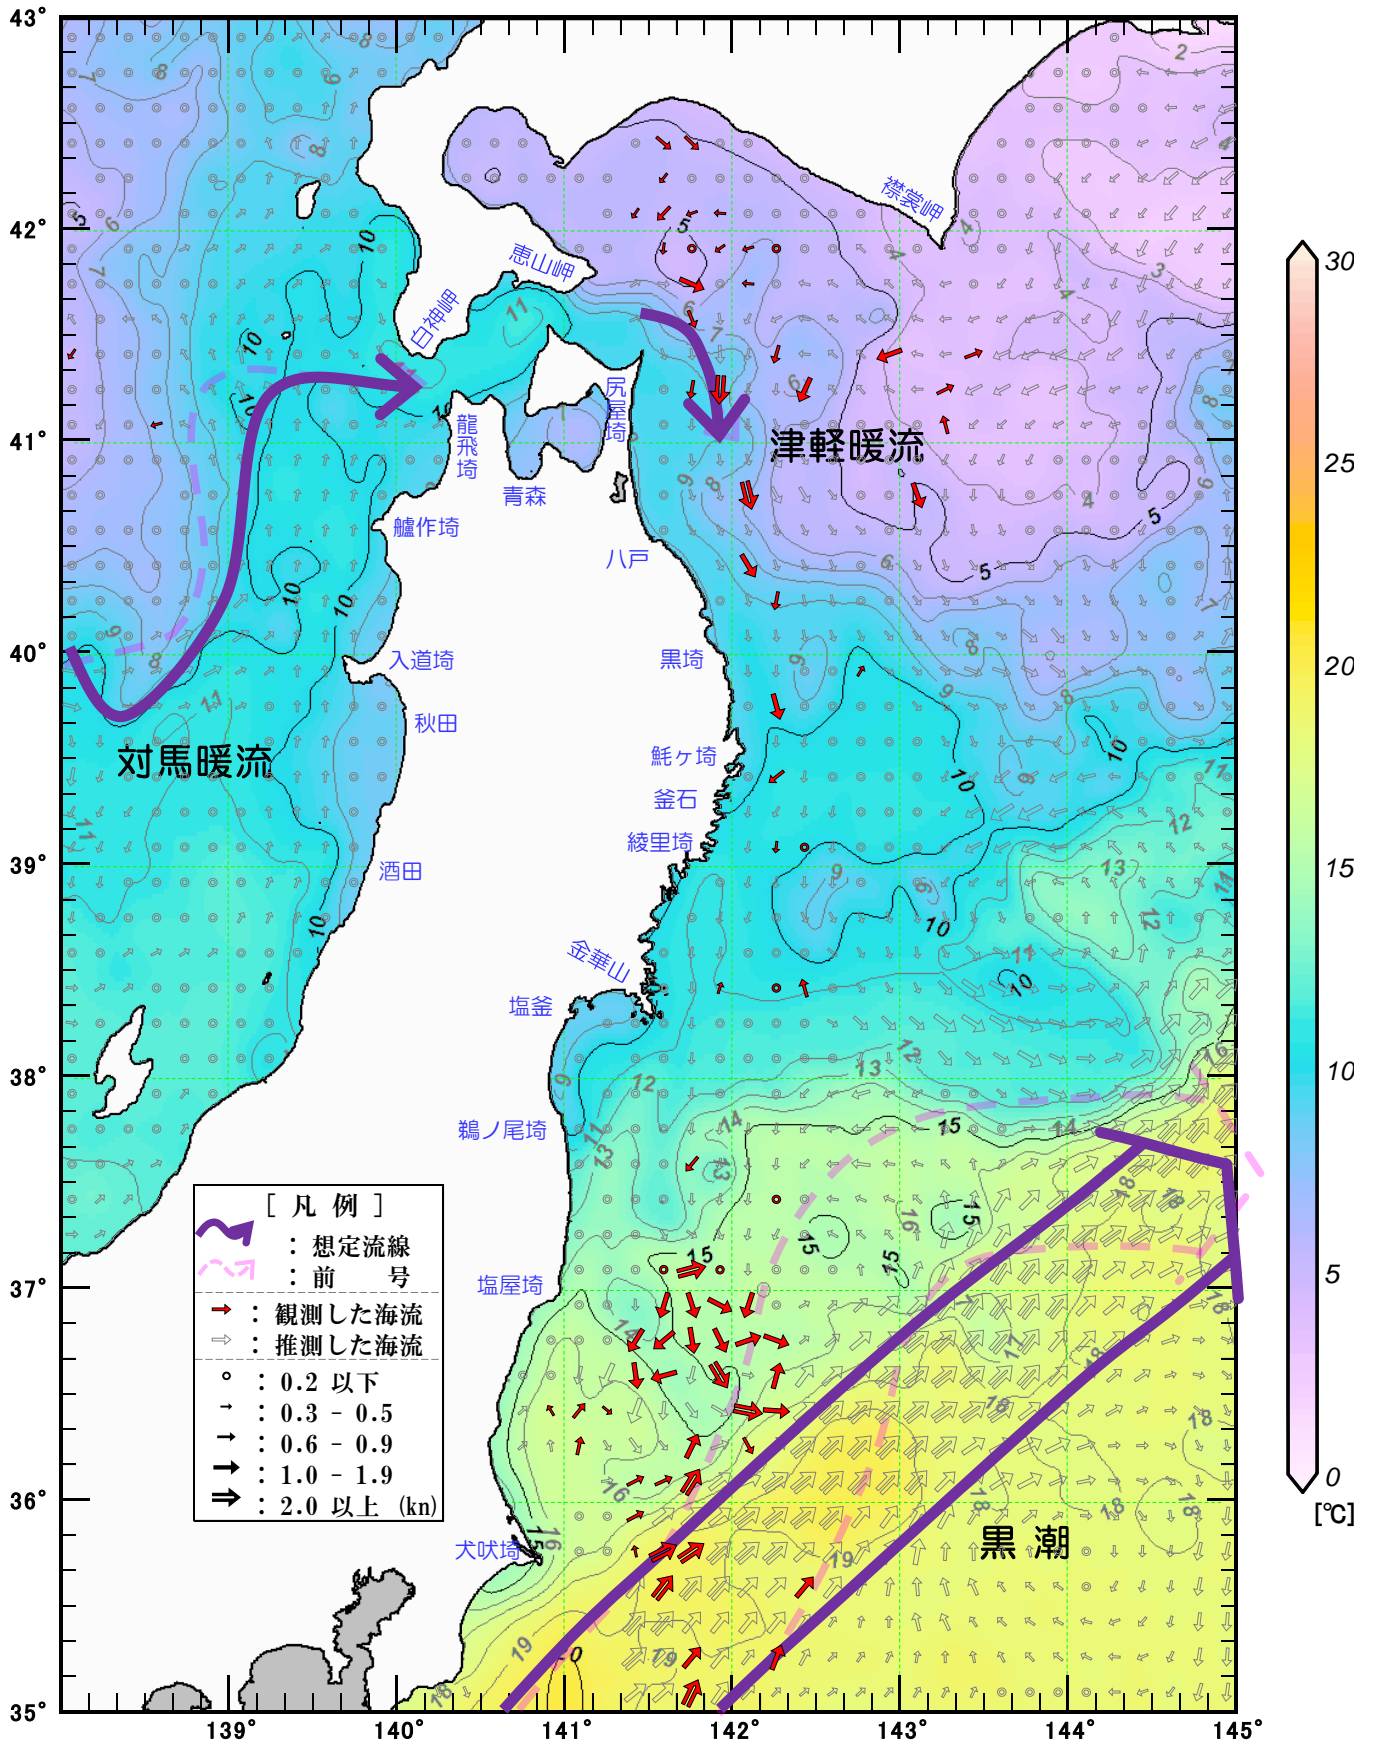 43°
42°
41°
40°
39°
38°
37°
36°
35°
139°
140°
141°
142°
143°
144°
145°
襟裳岬
恵山岬
白神岬
尻屋埼
龍飛埼
青森
津軽暖流
艫作埼
八戸
入道埼
黒埼
秋田
対馬暖流
魹ヶ埼
釜石
綾里埼
酒田
金華山
塩釜
鵜ノ尾埼
塩屋埼
犬吠埼
黒 潮
[ 凡 例 ]
: 想定流線
: 前 号
: 観測した海流
: 推測した海流
: 0.2 以下
: 0.3 - 0.5
: 0.6 - 0.9
: 1.0 - 1.9
: 2.0 以上 (kn)
30
25
20
15
10
5
0
[℃]